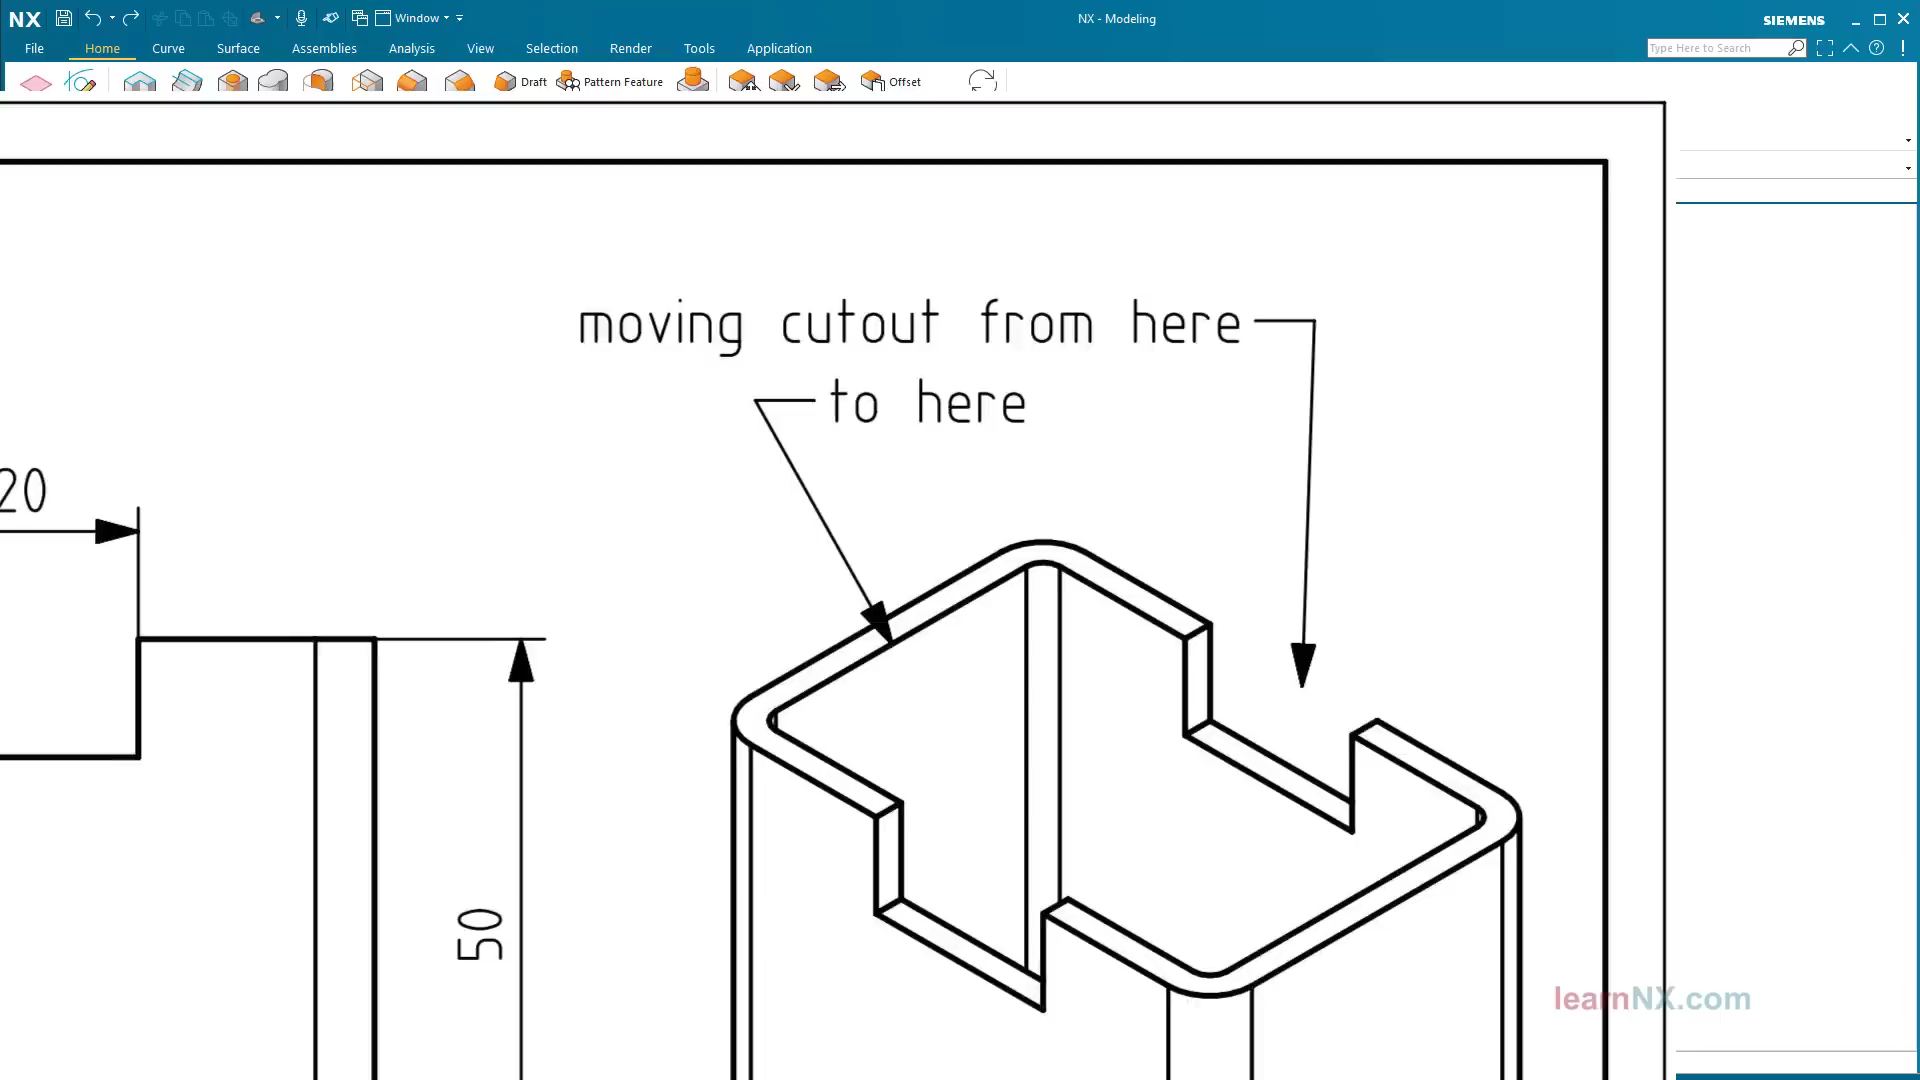 NX
Window
NX - Modeling
SIEMENS
File
Home
Curve
Surface
Assemblies
Analysis
View
Selection
Render
Tools
Application
Type Here to Search
Draft
Pattern Feature
Offset
moving cutout from here
to here
20
50
learnNX.com